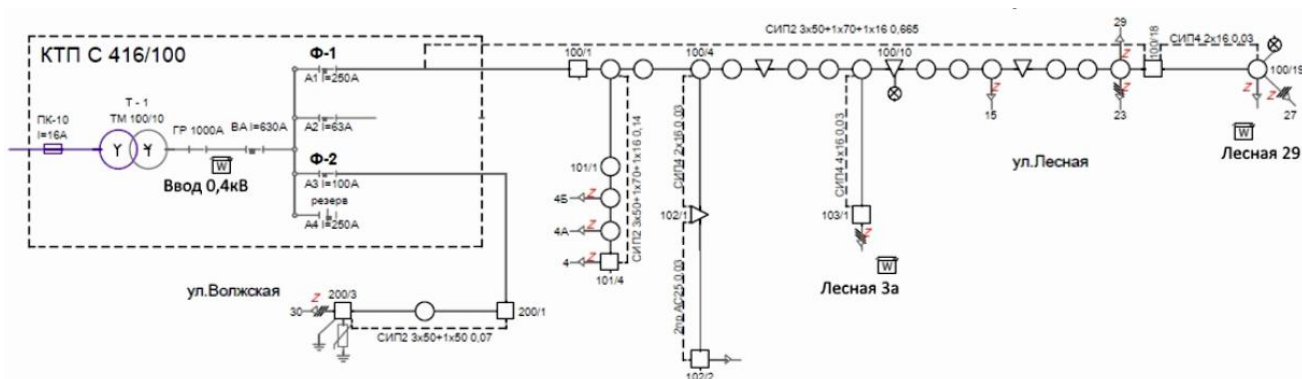 КТП С 416/100
ПК-10
I=16А
Т - 1
ТМ 100/10
ГР 1000А
ВА I=630А
Ввод 0,4кВ
W
Ф-1
А1 I=250А
А2 I=63А
Ф-2
А3 I=100А
резерв
А4 I=250А
ул.Волжская
30
Z
200/3
200/1
СИП2 3х50+1х50 0,07
СИП2 3х50+1х70+1х16 0,665
100/1
100/4
100/10
100/18
СИП4 2х16 0,03
100/19
29
Z
15
Z
23
Z
Z
Z
27
W
Лесная 29
ул.Лесная
101/1
4Б
Z
4А
Z
4
Z
101/4
СИП2 3х50+1х70+1х16 0,14
СИП4 2х16 0,03
102/1
2пр.АС25 0,03
102/2
СИП4 4х16 0,03
103/1
Z
W
Лесная 3а